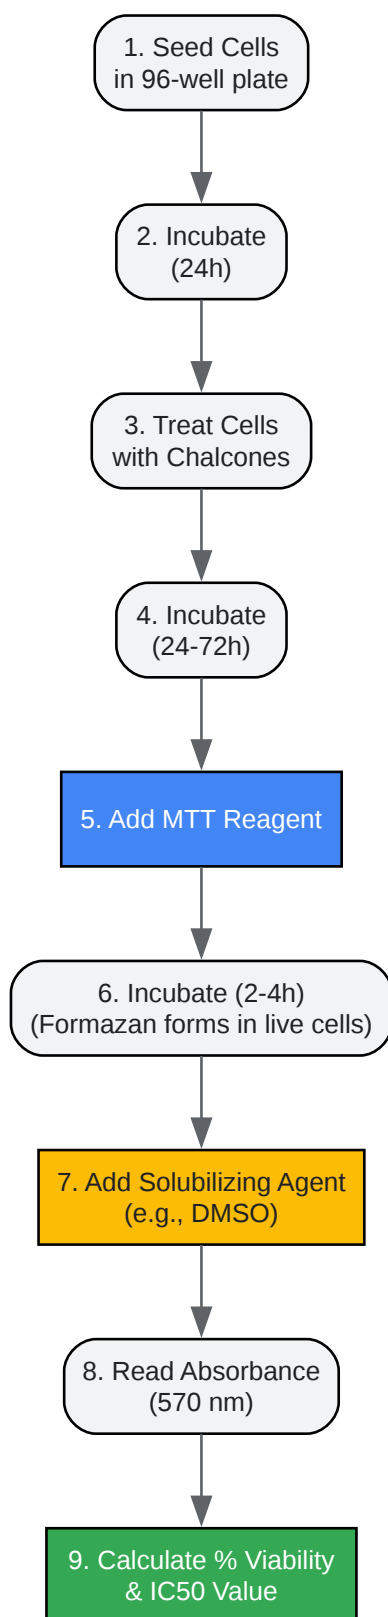 1. Seed Cells
in 96-well plate
2. Incubate
(24h)
3. Treat Cells
with Chalcones
4. Incubate
(24-72h)
5. Add MTT Reagent
6. Incubate (2-4h)
(Formazan forms in live cells)
7. Add Solubilizing Agent
(e.g., DMSO)
8. Read Absorbance
(570 nm)
9. Calculate % Viability
& IC50 Value